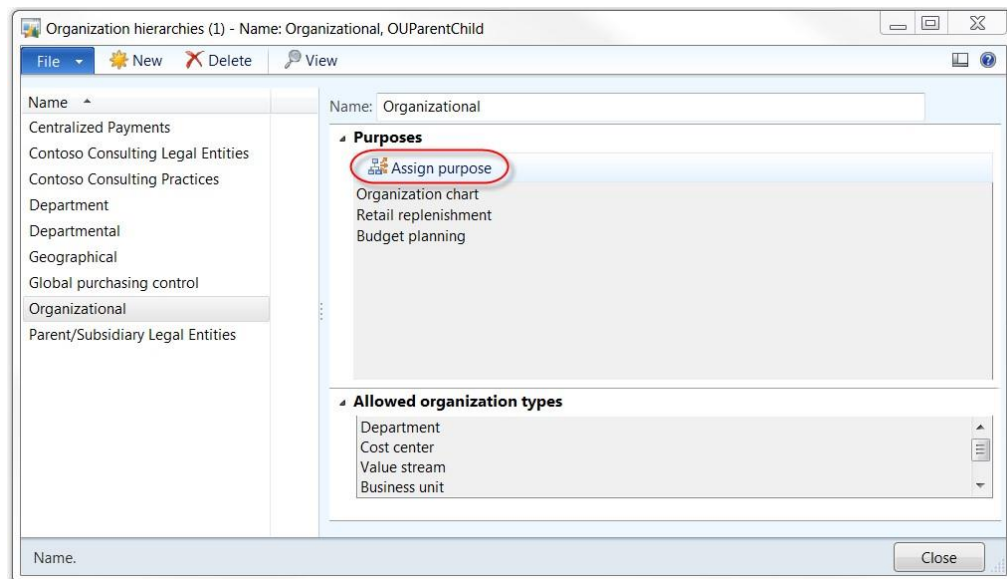 Organization hierarchies (1) - Name: Organizational, OUParentChild
File New Delete View
Name
Centralized Payments
Contoso Consulting Legal Entities
Contoso Consulting Practices
Department
Departmental
Geographical
Global purchasing control
Organizational
Parent/Subsidiary Legal Entities
Name: Organizational
Purposes
Assign purpose
Organization chart
Retail replenishment
Budget planning
Allowed organization types
Department
Cost center
Value stream
Business unit
Name.
Close